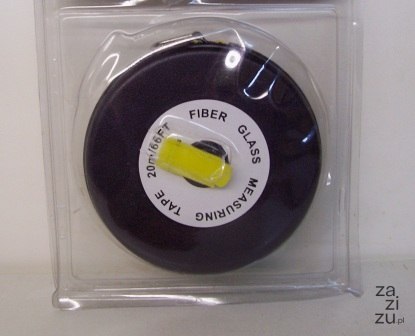 FIBER GLASS MEASURING TAPE 20m/66FT
za
zi
zu.pl